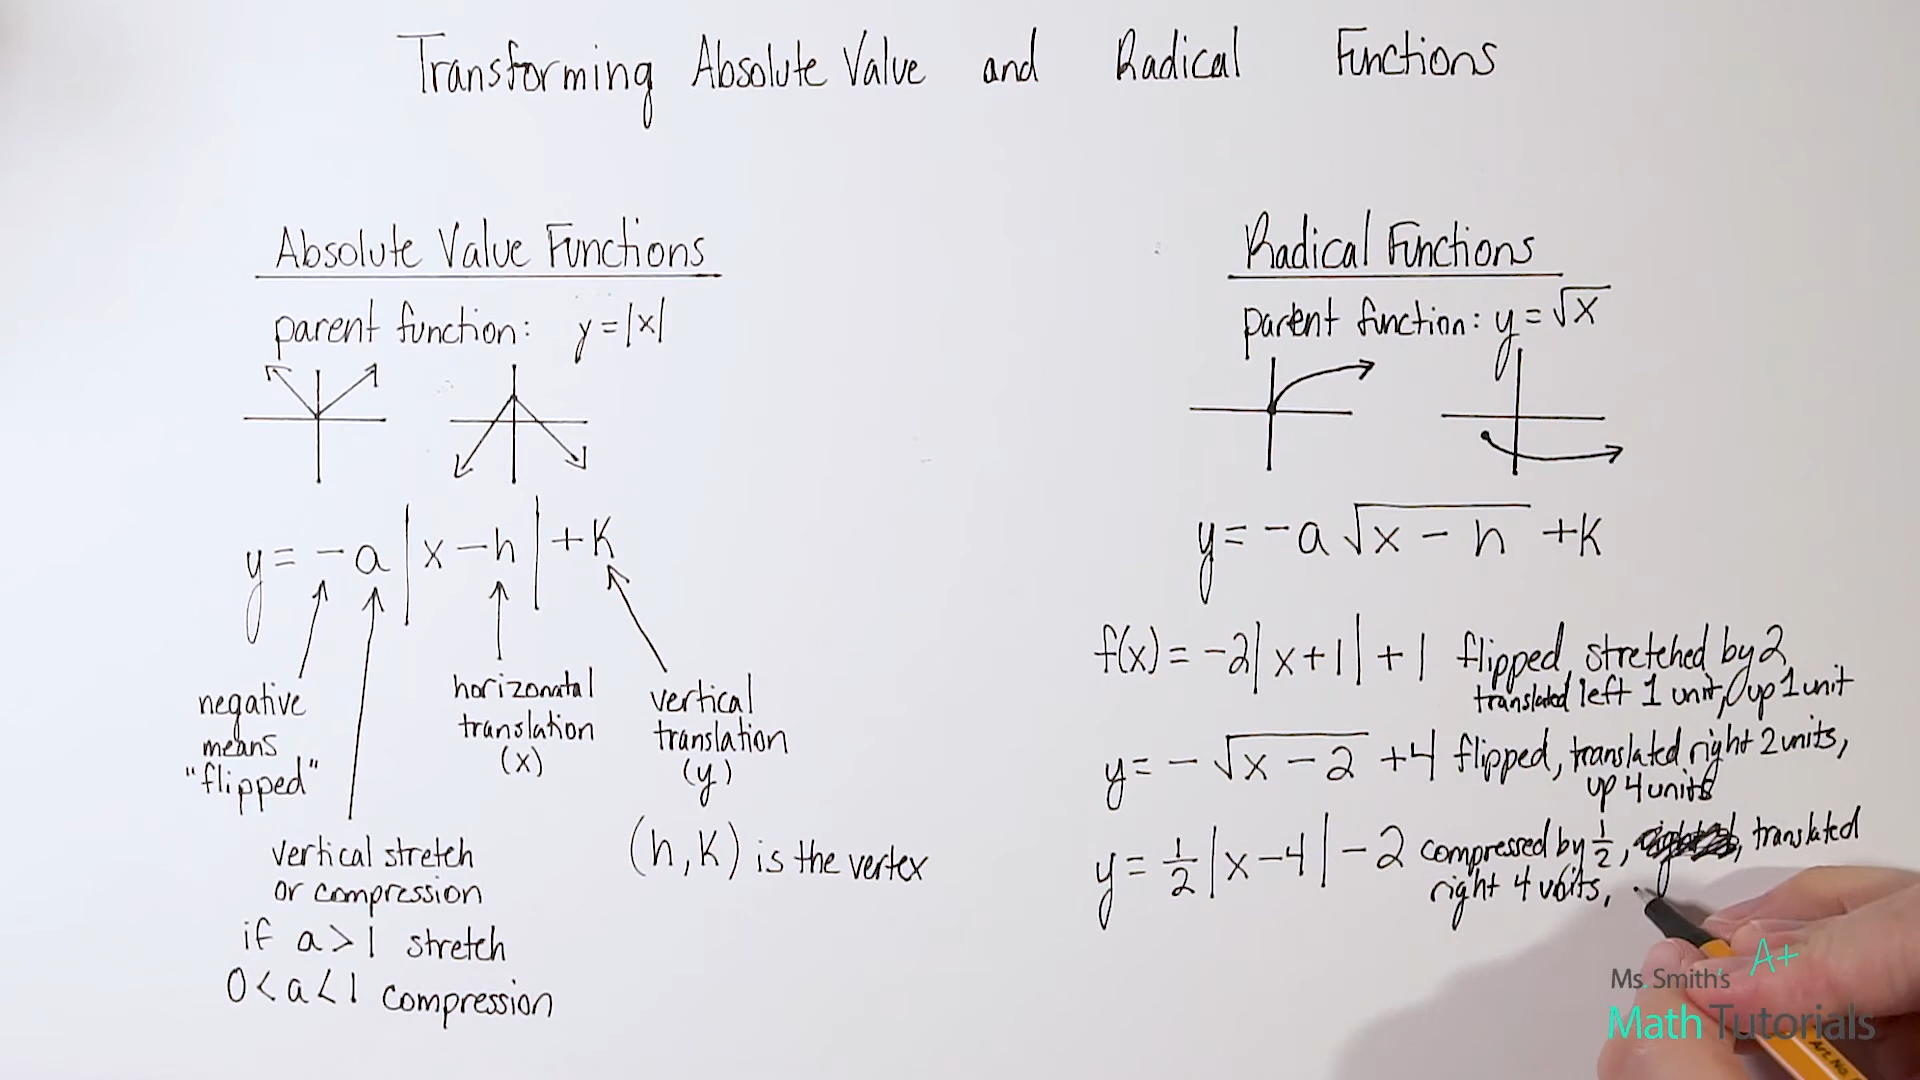 Transforming Absolute Value and Radical Functions
Absolute Value Functions
parent function: y = |x|
y = -a | x - h | + k
negative
means
"flipped"
horizonatal
translation
(x)
vertical
translation
(y)
vertical stretch
or compression
if a > 1 stretch
0 < a < 1 compression
(h, k) is the vertex
Radical Functions
parent function: y = √x
y = -a √x - h + k
f(x) = -2|x+1| + 1 flipped, stretched by 2
translated left 1 unit, up 1 unit
y = - √x - 2 + 4 flipped, translated right 2 units,
up 4 units
y = 1/2 |x - 4| - 2 compressed by 1/2, translated
right 4 units,
Ms. Smith's A+
Math Tutorials